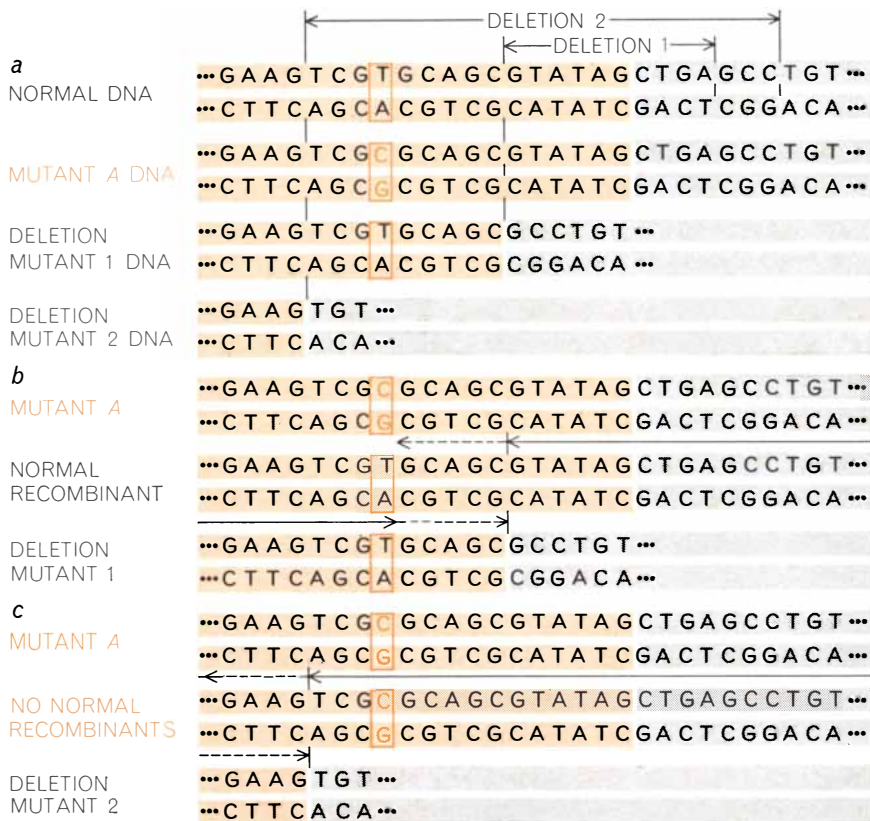 DELETION 2
DELETION 1
a
NORMAL DNA
···GAAGTCGTGCAGCGTATAGCTGAGCCTGT···
···CTTCAGCACGTCGCATATCGACTCGGACA···
MUTANT A DNA
···GAAGTCGCGCAGCGTATAGCTGAGCCTGT···
···CTTCAGCGCGTCGCATATCGACTCGGACA···
DELETION MUTANT 1 DNA
···GAAGTCGTGCAGCGCCTGT···
···CTTCAGCACGTCGCGGACA···
DELETION MUTANT 2 DNA
···GAAGTGT···
···CTTCACA···
b
MUTANT A
···GAAGTCGCGCAGCGTATAGCTGAGCCTGT···
···CTTCAGCGCGTCGCATATCGACTCGGACA···
NORMAL RECOMBINANT
···GAAGTCGTGCAGCGTATAGCTGAGCCTGT···
···CTTCAGCACGTCGCATATCGACTCGGACA···
DELETION MUTANT 1
···GAAGTCGTGCAGCGCCTGT···
···CTTCAGCACGTCGCGGACA···
c
MUTANT A
···GAAGTCGCGCAGCGTATAGCTGAGCCTGT···
···CTTCAGCGCGTCGCATATCGACTCGGACA···
NO NORMAL RECOMBINANTS
···GAAGTCGCGCAGCGTATAGCTGAGCCTGT···
···CTTCAGCGCGTCGCATATCGACTCGGACA···
DELETION MUTANT 2
···GAAGTGT···
···CTTCACA···